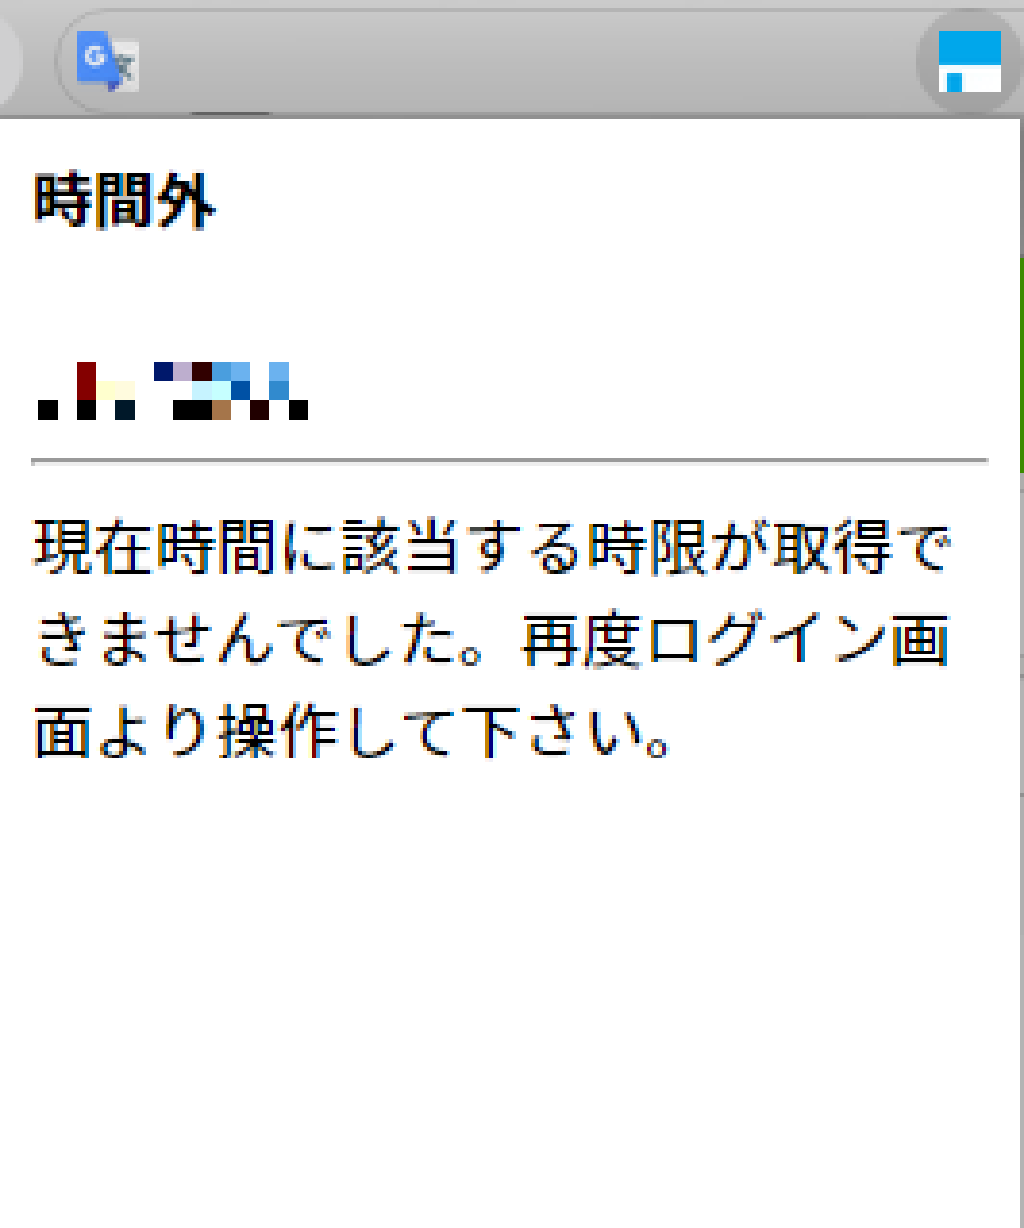 時間外
現在時間に該当する時限が取得で
きませんでした。再度ログイン画
面より操作して下さい。